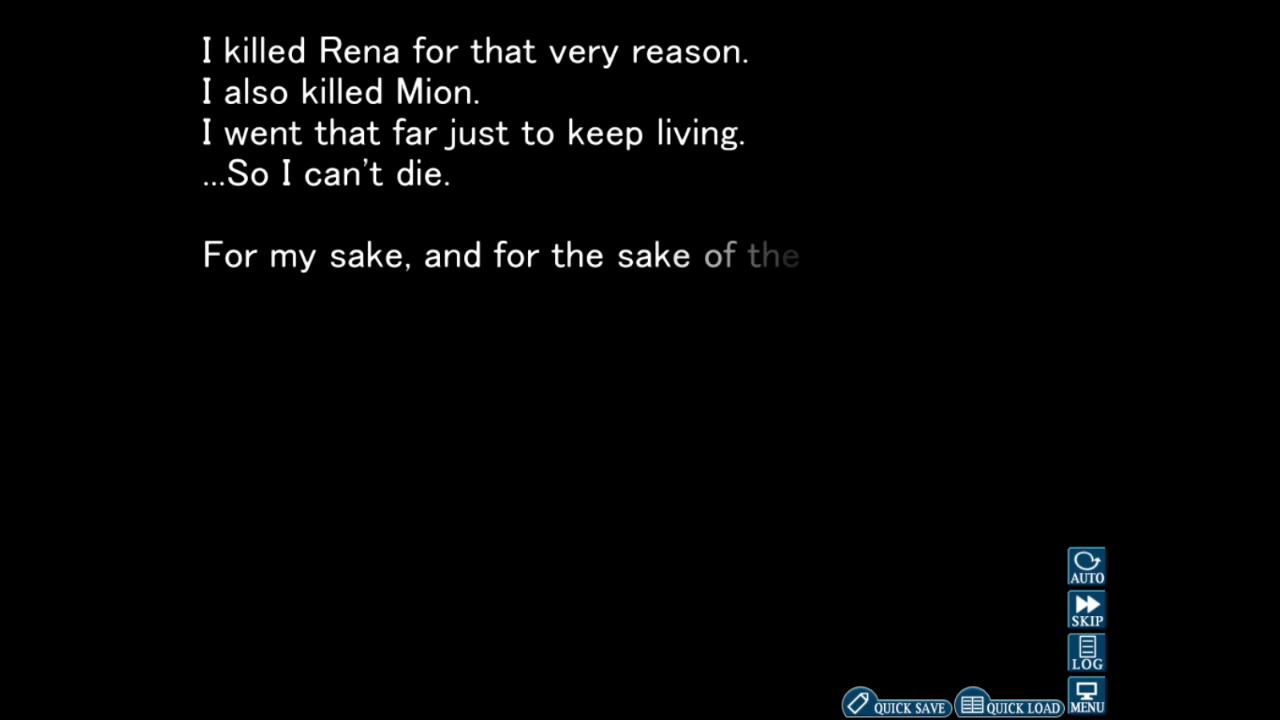 I killed Rena for that very reason.
I also killed Mion.
I went that far just to keep living.
...So I can't die.
For my sake, and for the sake of the
AUTO
SKIP
LOG
MENU
QUICK SAVE
QUICK LOAD